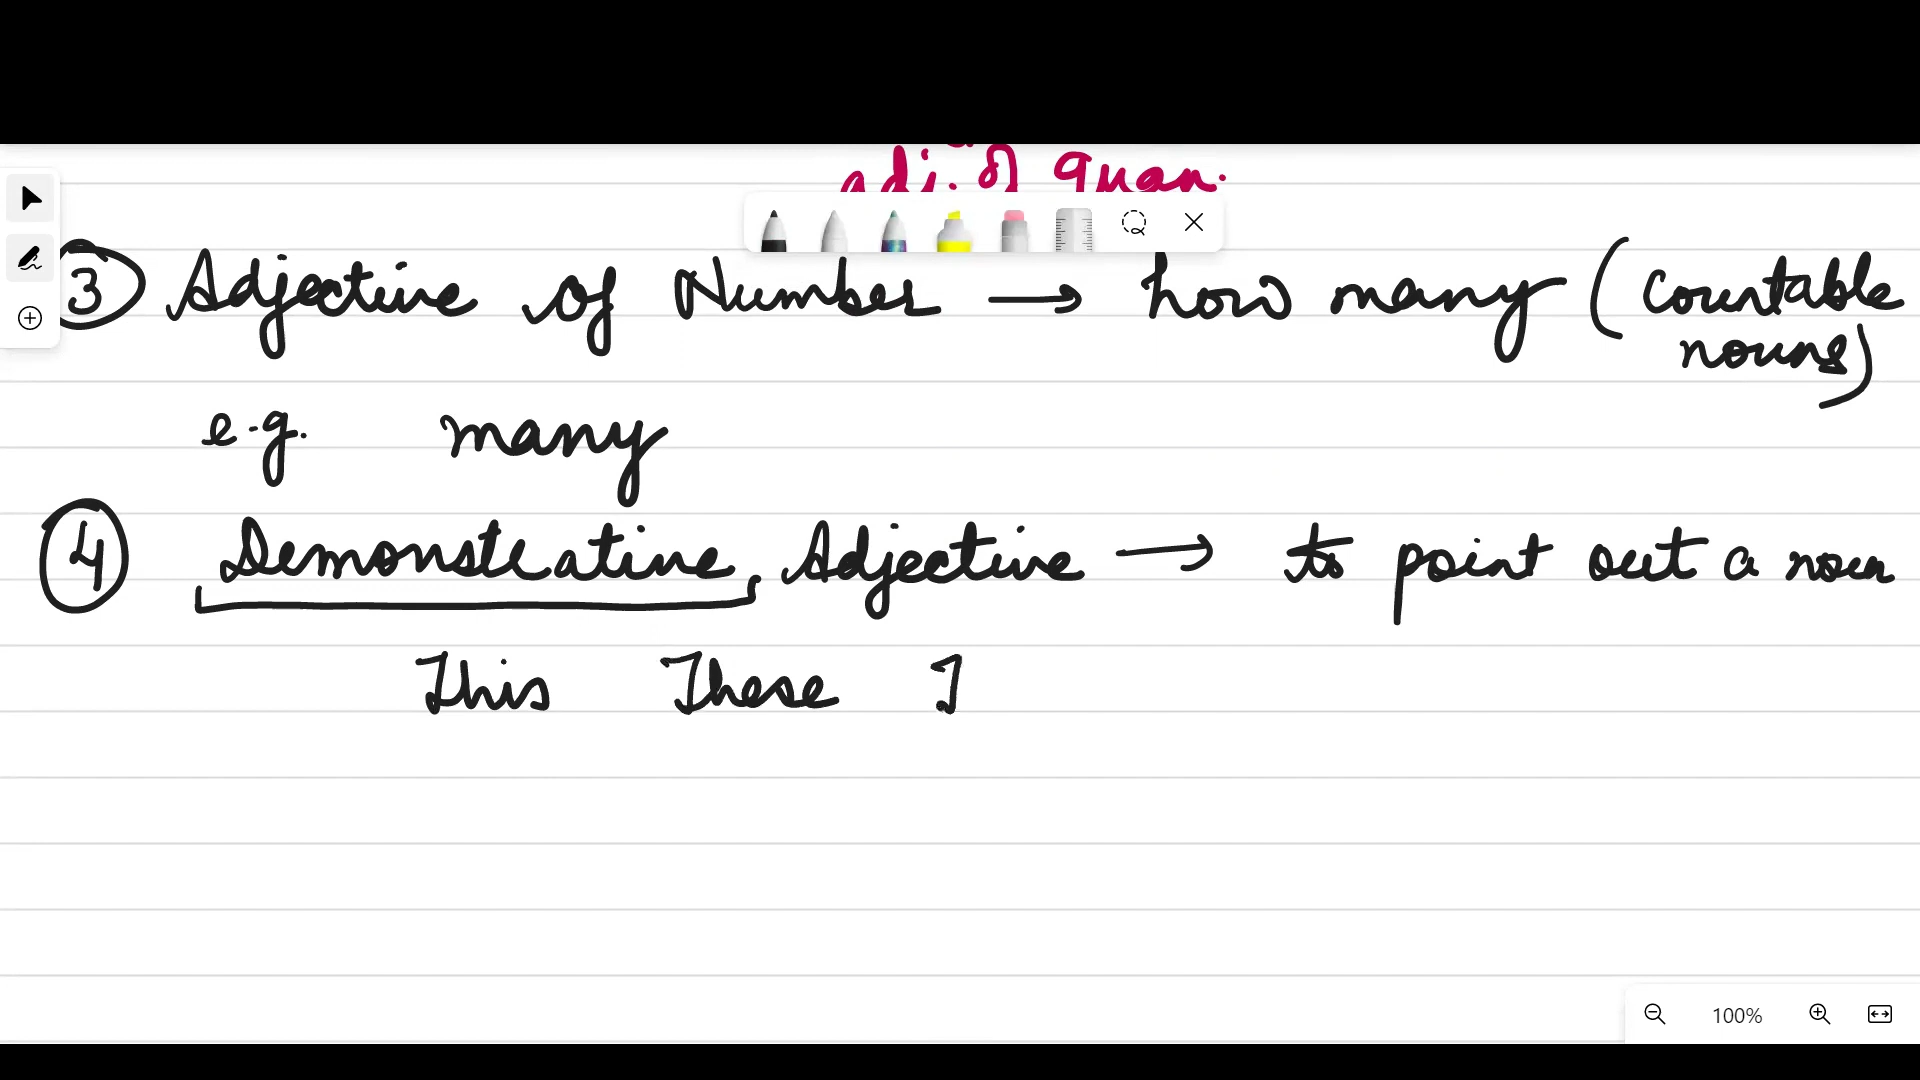 adj. of quan.
3 Adjective of Number → how many (countable
nouns)
e.g. many
4 Demonstrative Adjective → to point out a noun
This These T
100%